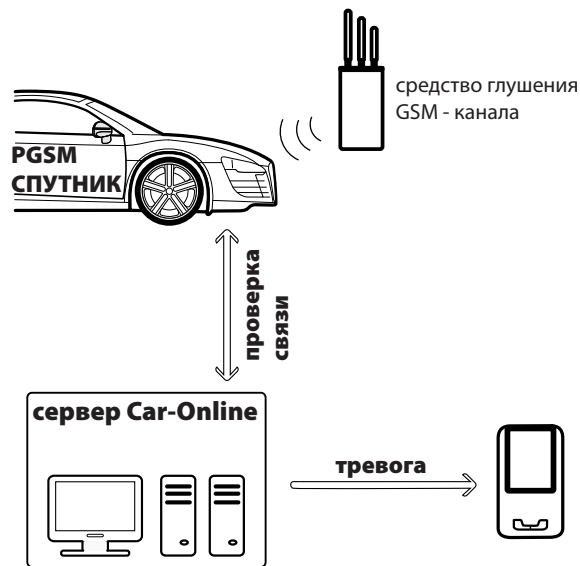 средство глушения
GSM - канала
PGSM
СПУТНИК
проверка
связи
сервер Car-Online
тревога